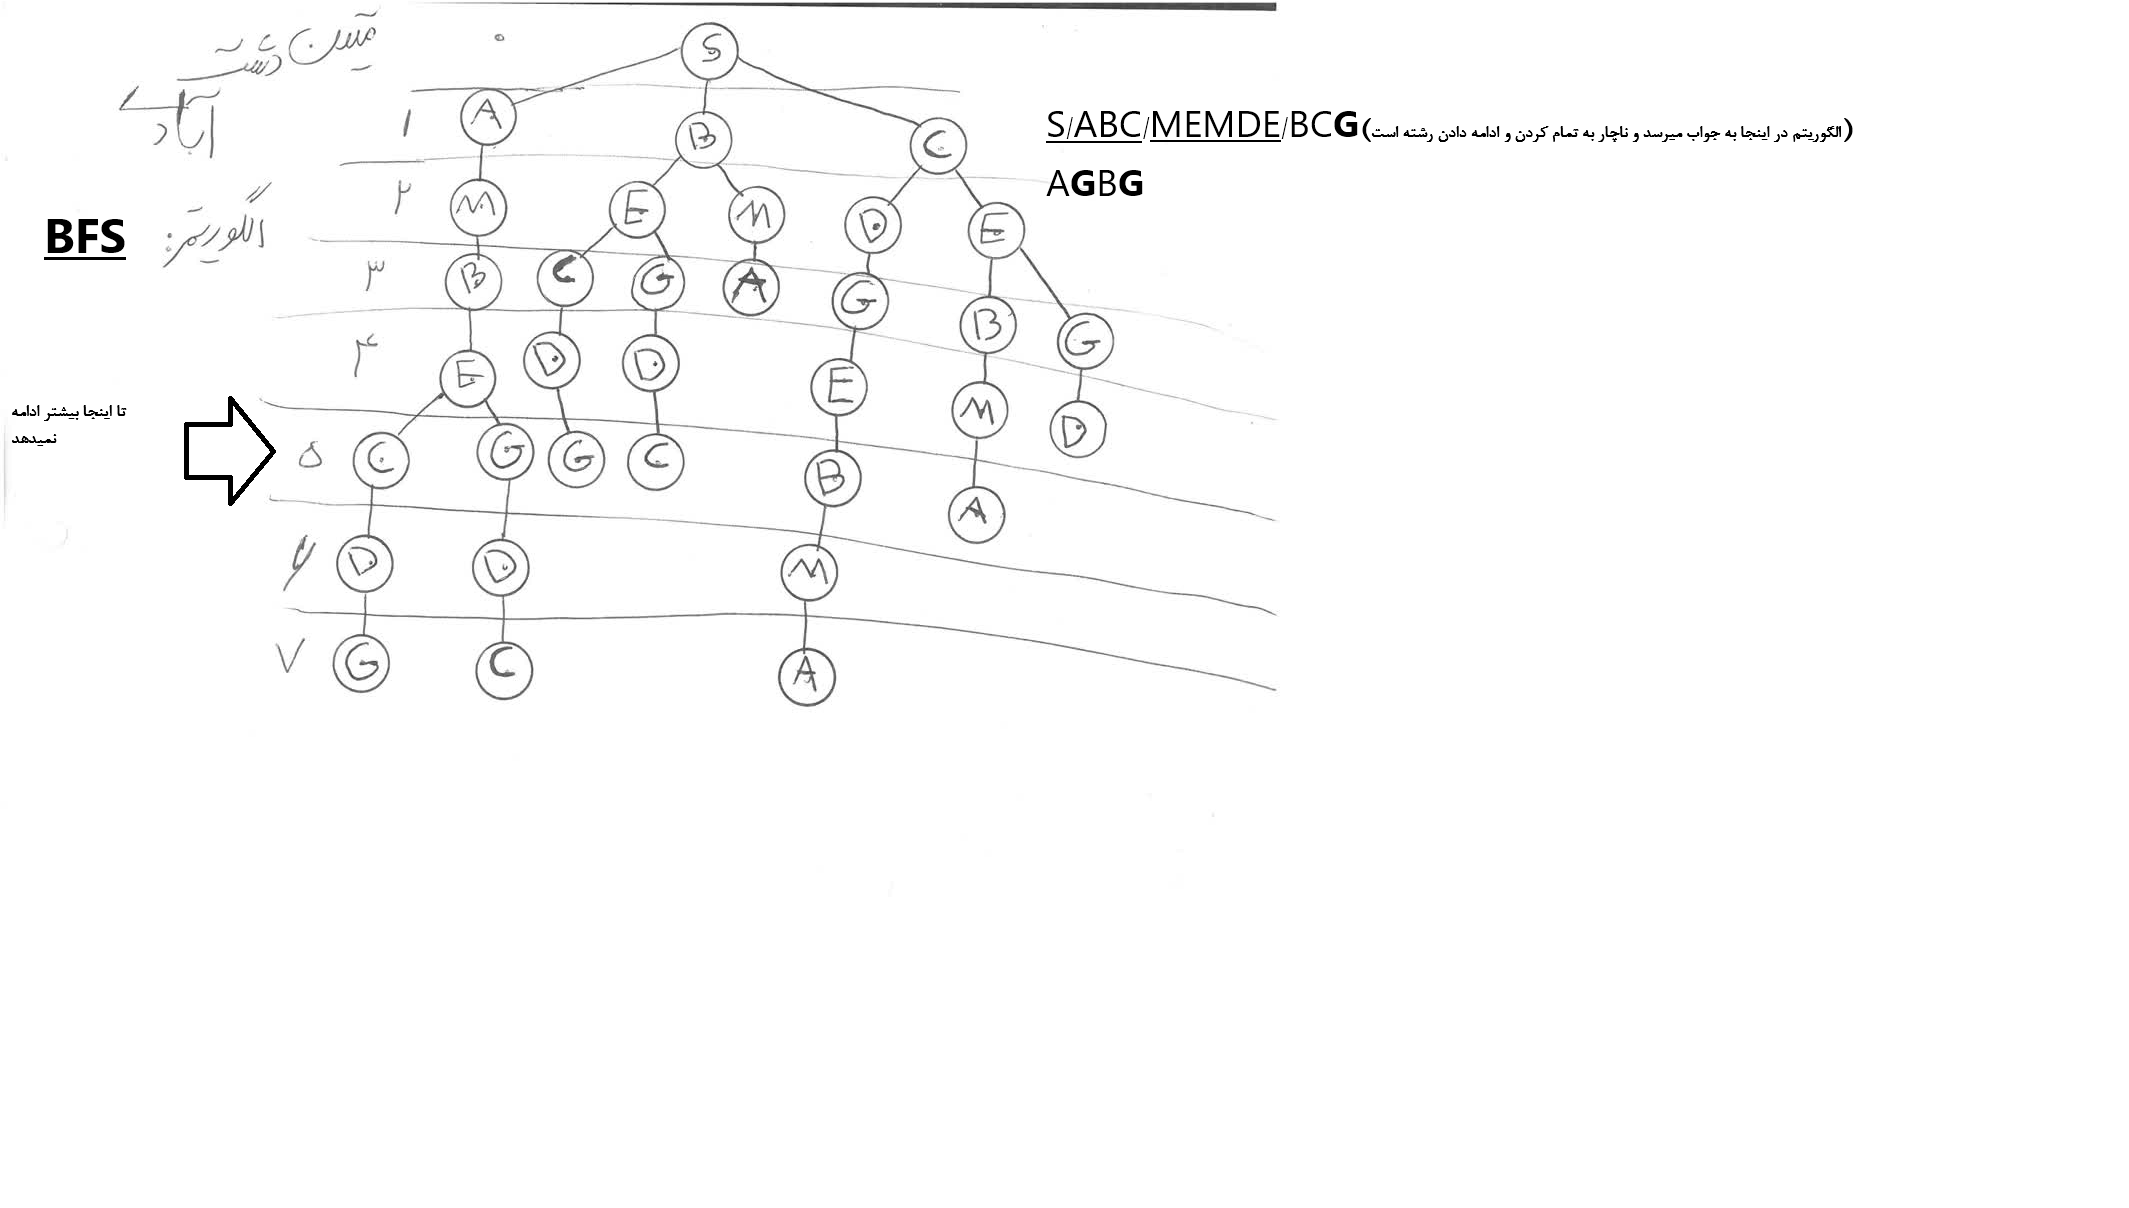 متین دشت
آبادی
الگوریتم: BFS
S/ABC/MEMDE/BCG(الگوریتم در اینجا به جواب میرسد و ناچار به تمام کردن و ادامه دادن رشته است)
AGBG
۰ S
۱ A B C
۲ M E M D E
۳ B C G A G B G
۴ E D D E M D
تا اینجا بیشتر ادامه
نمیدهد
۵ C G G C B A
۶ D D M
۷ G C A